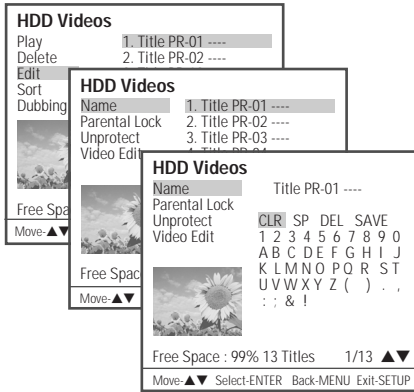 HDD Videos
Play 1. Title PR-01 ----
Delete 2. Title PR-02 ----
Edit
Sort
Dubbing
Free Spa
Move-▲▼
HDD Videos
Name 1. Title PR-01 ----
Parental Lock 2. Title PR-02 ----
Unprotect 3. Title PR-03 ----
Video Edit
Free Spac
Move-▲▼
HDD Videos
Name Title PR-01 ----
Parental Lock
Unprotect CLR SP DEL SAVE
Video Edit 1 2 3 4 5 6 7 8 9 0
A B C D E F G H I J
K L M N O P Q R S T
U V W X Y Z ( ) . ,
: ; & !
Free Space : 99% 13 Titles 1/13 ▲▼
Move-▲▼ Select-ENTER Back-MENU Exit-SETUP